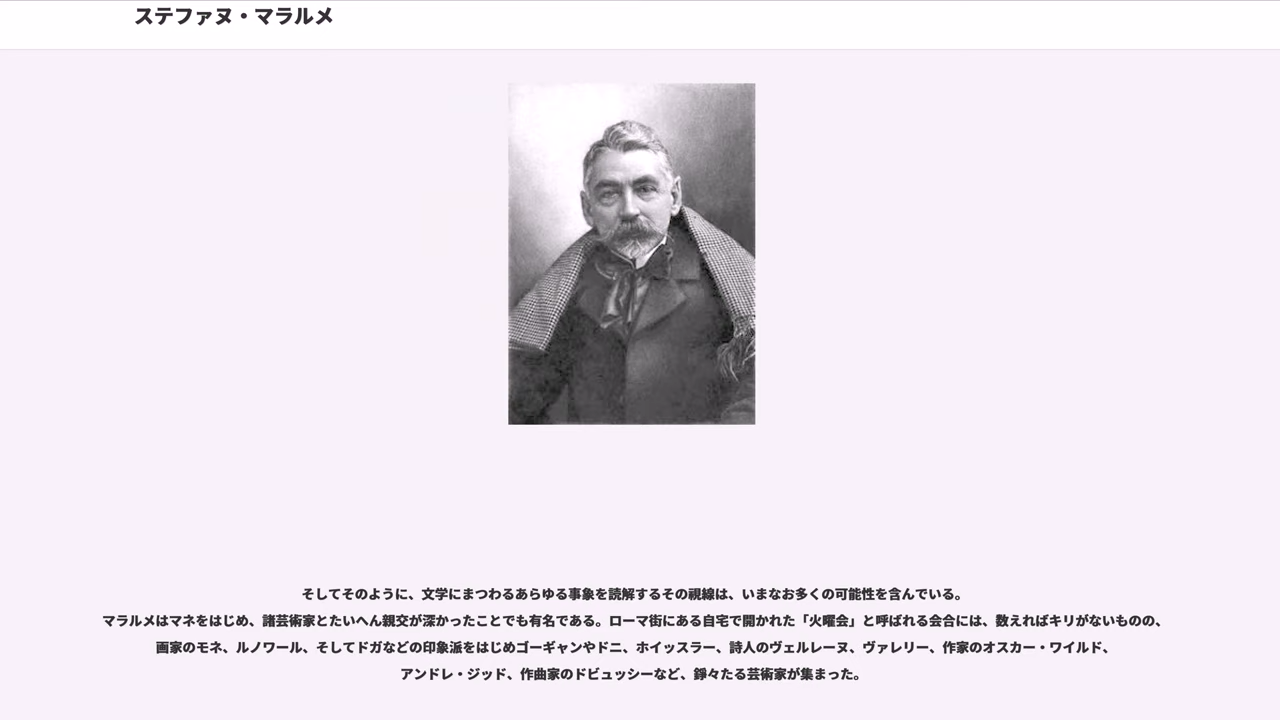 ステファヌ・マラルメ
そしてそのように、文学にまつわるあらゆる事象を読解するその視線は、いまなお多くの可能性を含んでいる。
マラルメはマネをはじめ、諸芸術家とたいへん親交が深かったことでも有名である。ローマ街にある自宅で開かれた「火曜会」と呼ばれる会合には、数えればキリがないものの、
画家のモネ、ルノワール、そしてドガなどの印象派をはじめゴーギャンやドニ、ホイッスラー、詩人のヴェルレーヌ、ヴァレリー、作家のオスカー・ワイルド、
アンドレ・ジッド、作曲家のドビュッシーなど、錚々たる芸術家が集まった。